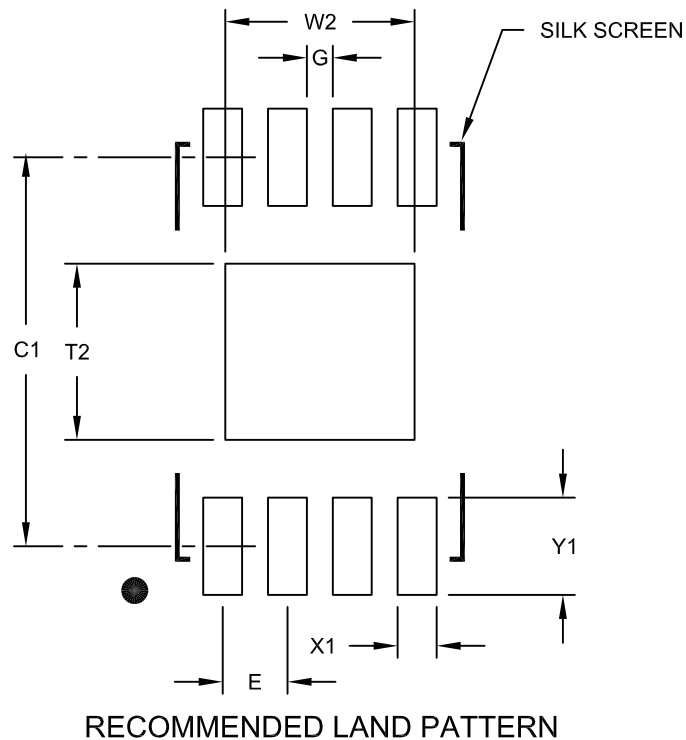 W2
SILK SCREEN
G
C1
T2
Y1
X1
E
RECOMMENDED LAND PATTERN